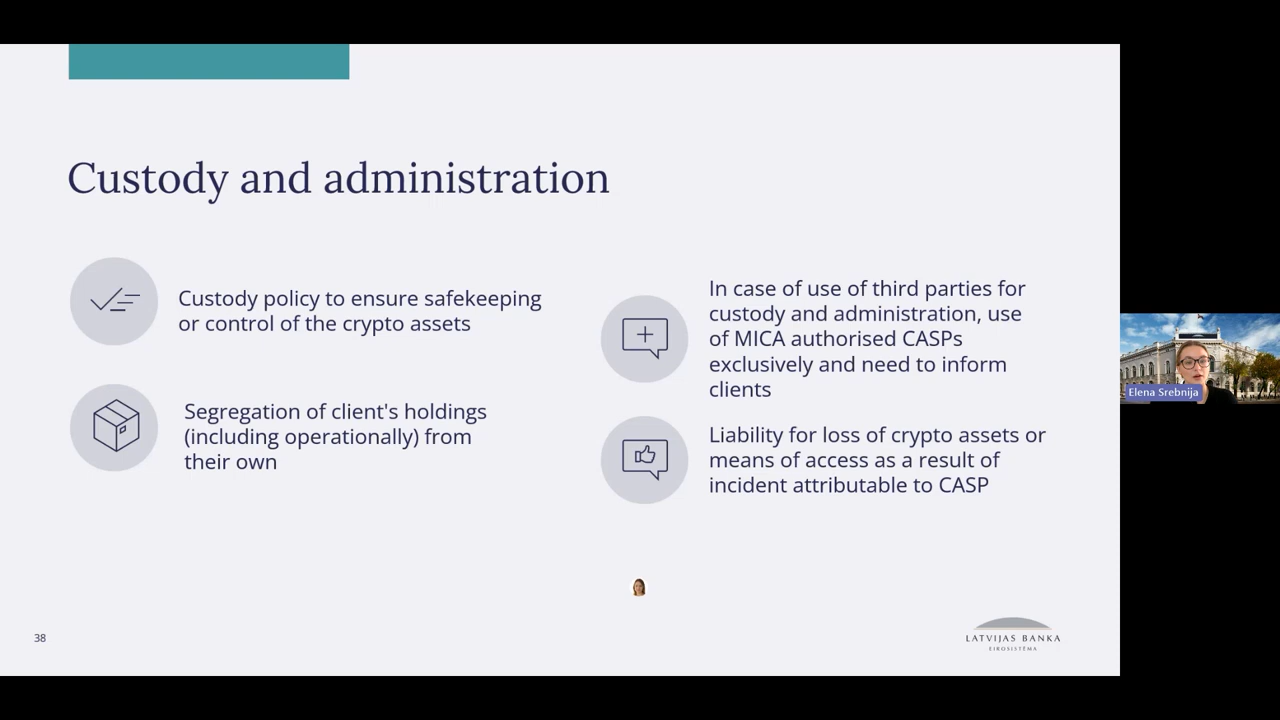 Custody and administration
Custody policy to ensure safekeeping
or control of the crypto assets
Segregation of client's holdings
(including operationally) from
their own
In case of use of third parties for
custody and administration, use
of MICA authorised CASPs
exclusively and need to inform
clients
Liability for loss of crypto assets or
means of access as a result of
incident attributable to CASP
Elena Srebnija
38
LATVIJAS BANKA
EIROSISTĒMA